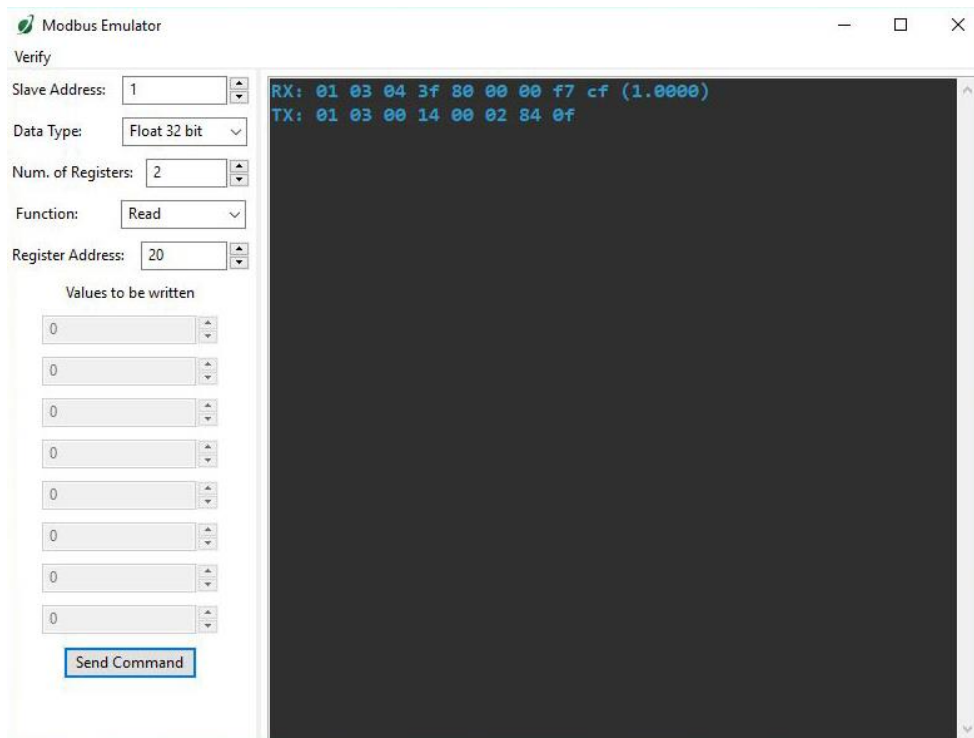 Modbus Emulator
Verify
Slave Address: 1
Data Type: Float 32 bit
Num. of Registers: 2
Function: Read
Register Address: 20
Values to be written
0
0
0
0
0
0
0
0
Send Command
RX: 01 03 04 3f 80 00 00 f7 cf (1.0000)
TX: 01 03 00 14 00 02 84 0f